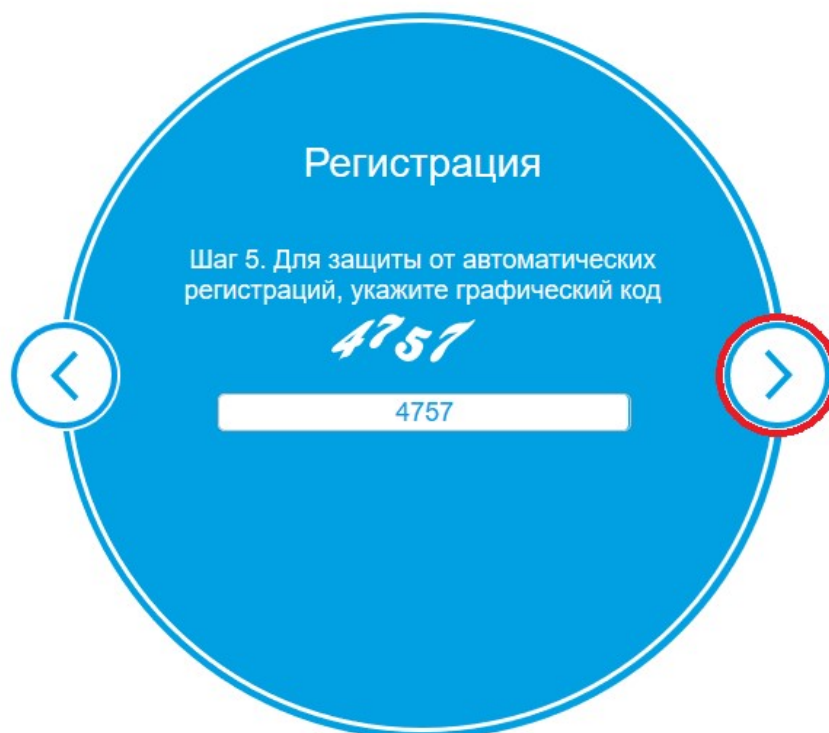 Регистрация
Шаг 5. Для защиты от автоматических
регистраций, укажите графический код
4757
4757